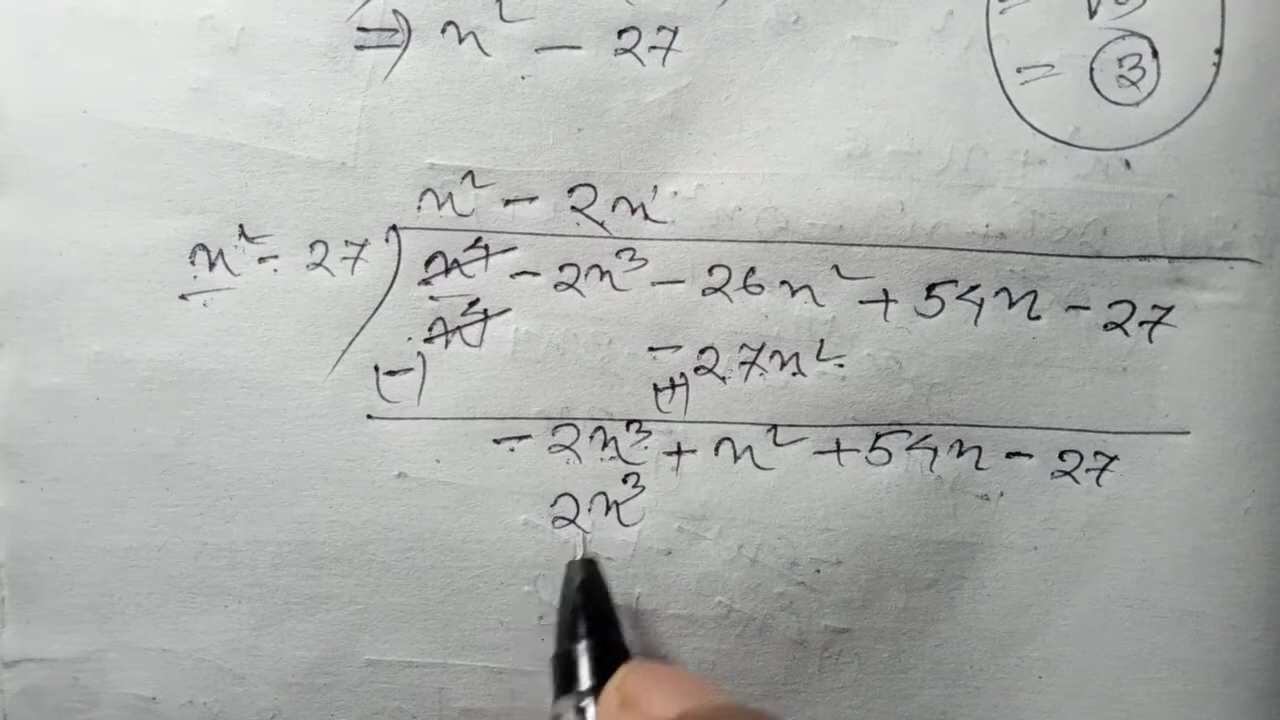 ⇒ x² - 27
= ③
x² - 2x
x² - 27 ) x⁴ - 2x³ - 26x² + 54x - 27
x⁴ - 27x²
(-) (+)
- 2x³ + x² + 54x - 27
2x³